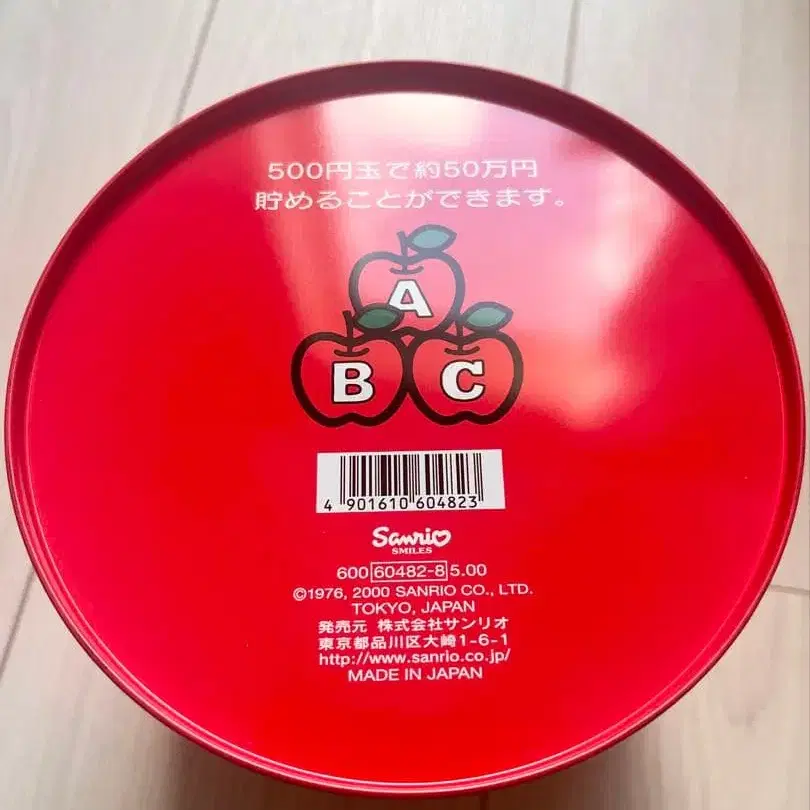 500円玉で約50万円
貯めることができます。
A
B C
4 901610 604823
Sanrio
SMILES
600 60482-8 5.00
©1976, 2000 SANRIO CO., LTD.
TOKYO, JAPAN
発売元 株式会社サンリオ
東京都品川区大崎1-6-1
http://www.sanrio.co.jp/
MADE IN JAPAN